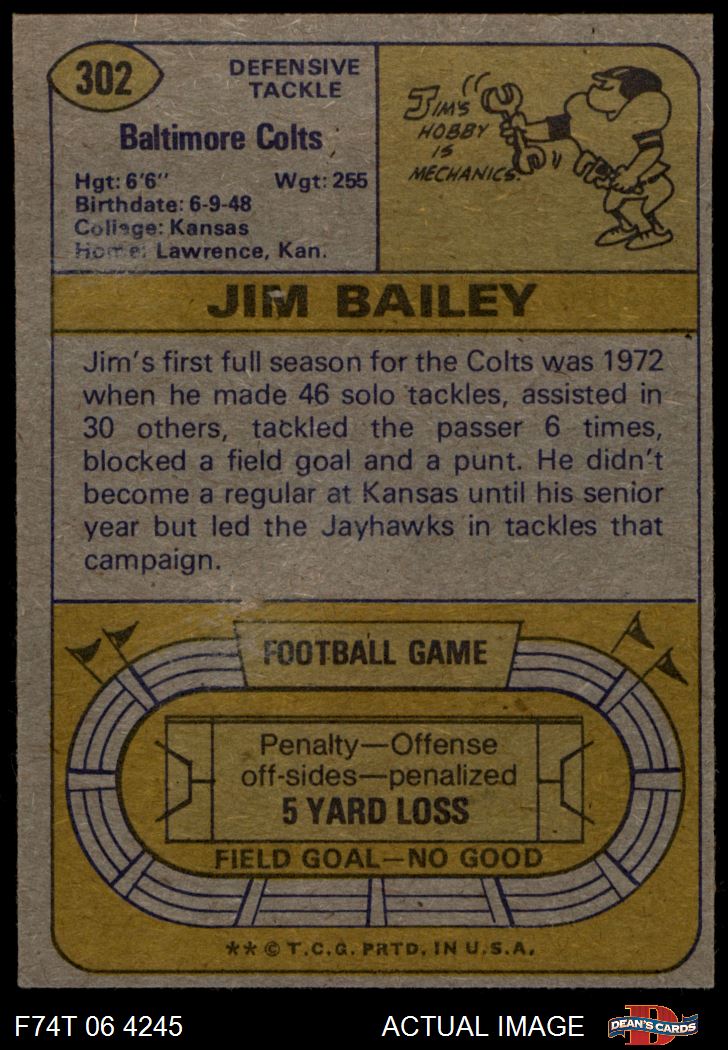 302
DEFENSIVE
TACKLE
Baltimore Colts
Hgt: 6'6" Wgt: 255
Birthdate: 6-9-48
College: Kansas
Home: Lawrence, Kan.
JIM'S
HOBBY
IS
MECHANICS.
JIM BAILEY
Jim's first full season for the Colts was 1972
when he made 46 solo tackles, assisted in
30 others, tackled the passer 6 times,
blocked a field goal and a punt. He didn't
become a regular at Kansas until his senior
year but led the Jayhawks in tackles that
campaign.
FOOTBALL GAME
Penalty—Offense
off-sides—penalized
5 YARD LOSS
FIELD GOAL—NO GOOD
** © T.C.G. PRTD. IN U.S.A.
F74T 06 4245 ACTUAL IMAGE
D
DEAN'S CARDS